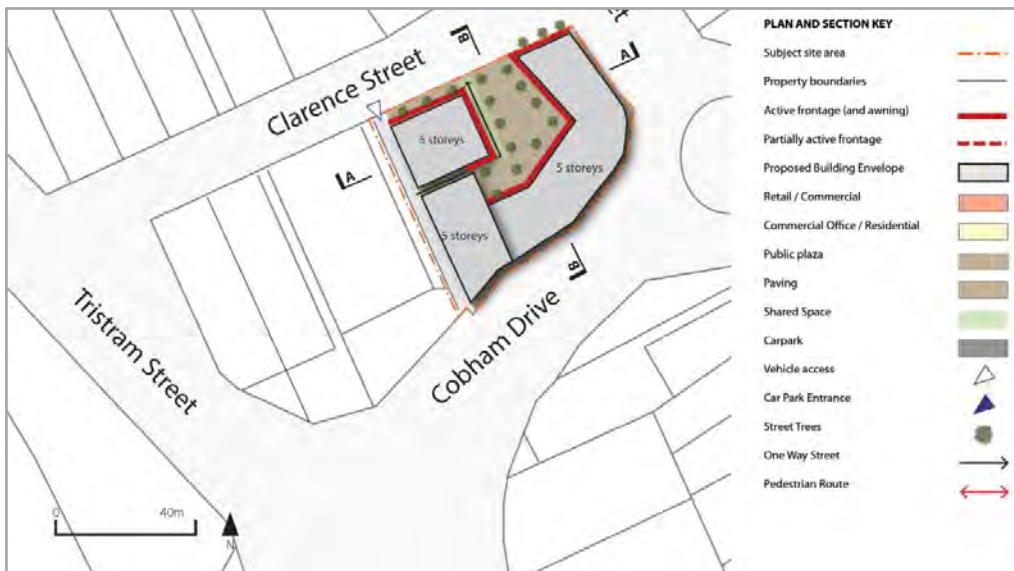 Clarence Street
B
A
6 storeys
A
5 storeys
5 storeys
B
Tristram Street
Cobham Drive
0 40m
N
PLAN AND SECTION KEY
Subject site area
Property boundaries
Active frontage (and awning)
Partially active frontage
Proposed Building Envelope
Retail / Commercial
Commercial Office / Residential
Public plaza
Paving
Shared Space
Carpark
Vehicle access
Car Park Entrance
Street Trees
One Way Street
Pedestrian Route